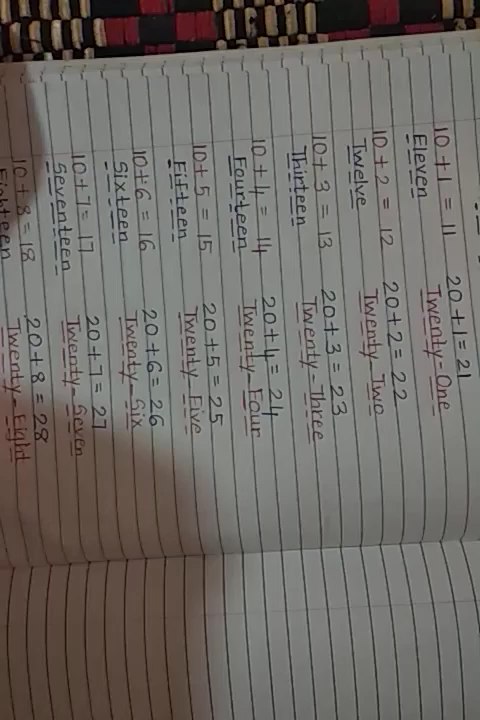 10 + 1 = 11 20 + 1 = 21
Eleven Twenty-One
10 + 2 = 12 20 + 2 = 22
Twelve Twenty-Two
10 + 3 = 13 20 + 3 = 23
Thirteen Twenty-Three
10 + 4 = 14 20 + 4 = 24
Fourteen Twenty-Four
10 + 5 = 15 20 + 5 = 25
Fifteen Twenty-Five
10 + 6 = 16 20 + 6 = 26
Sixteen Twenty-Six
10 + 7 = 17 20 + 7 = 27
Seventeen Twenty-Seven
10 + 8 = 18 20 + 8 = 28
Eighteen Twenty-Eight